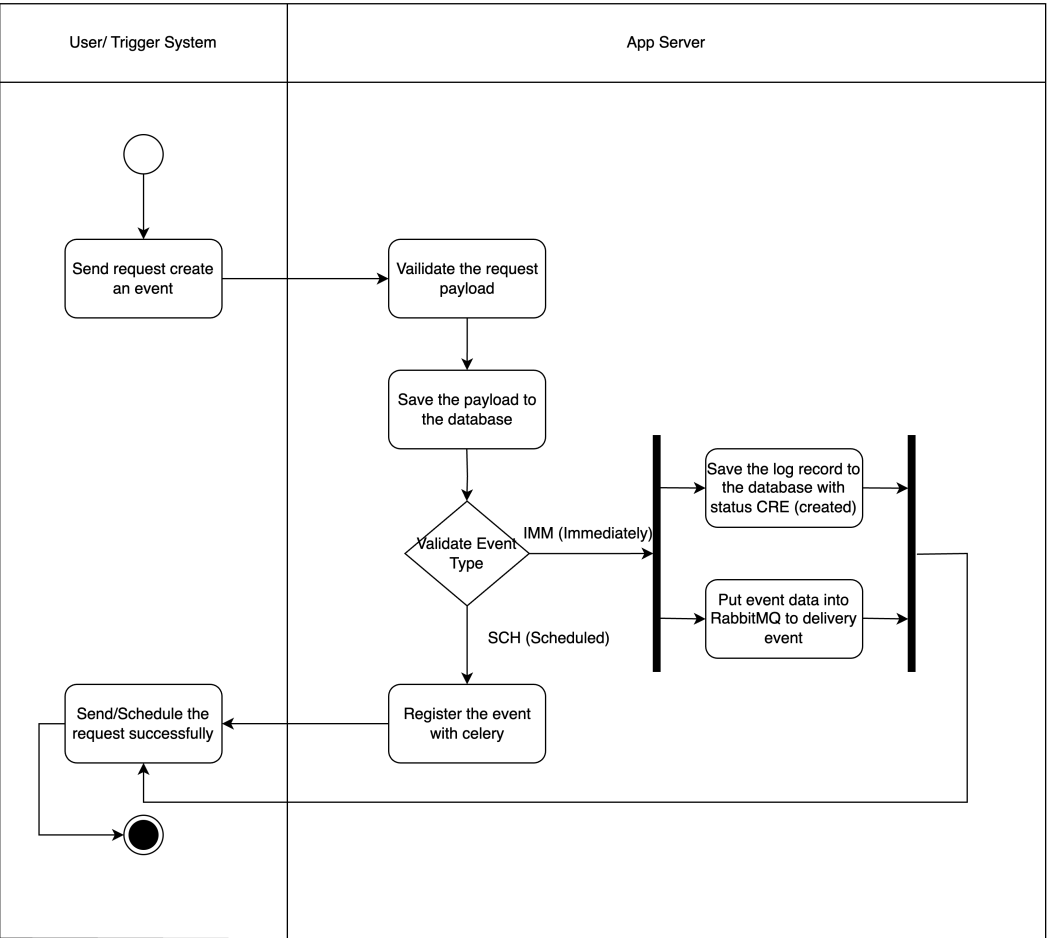 User/ Trigger System
App Server
Send request create
an event
Vailidate the request
payload
Save the payload to
the database
Validate Event
Type
IMM (Immediately)
SCH (Scheduled)
Save the log record to
the database with
status CRE (created)
Put event data into
RabbitMQ to delivery
event
Send/Schedule the
request successfully
Register the event
with celery